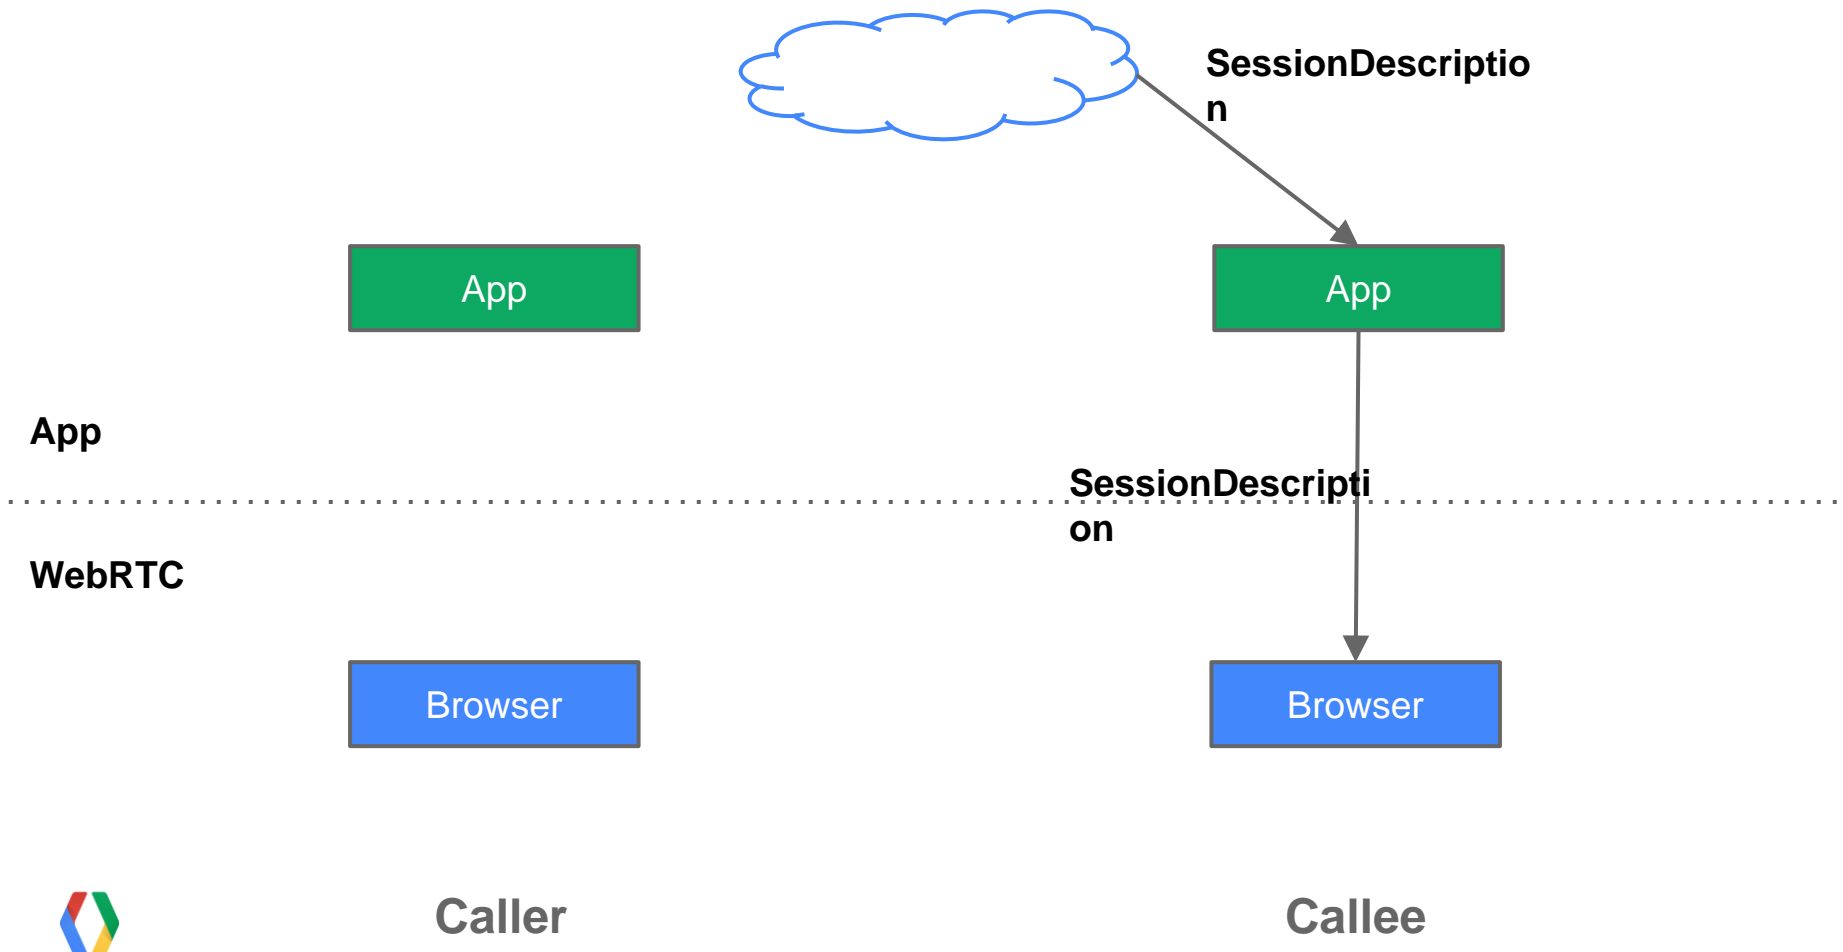 SessionDescriptio
n
App
App
App
SessionDescripti
on
WebRTC
Browser
Browser
Caller
Callee